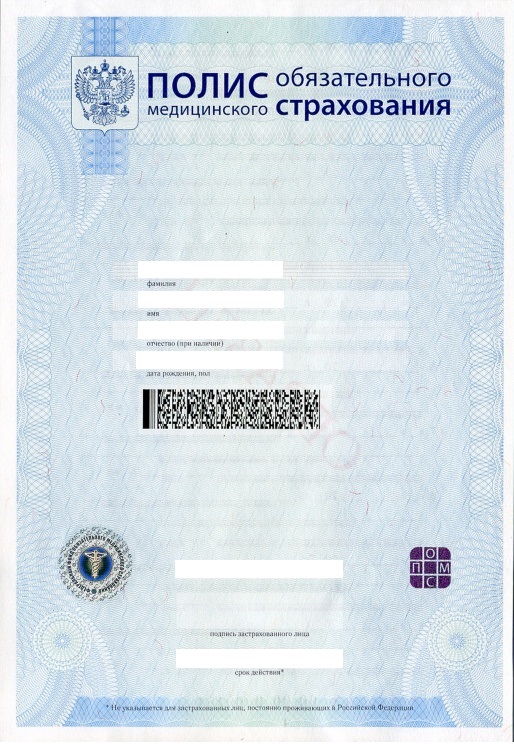 ПОЛИС обязательного
медицинского страхования
фамилия
имя
отчество (при наличии)
дата рождения, пол
О
П М
С
подпись застрахованного лица
срок действия*
* Не указывается для застрахованных лиц, постоянно проживающих в Российской Федерации